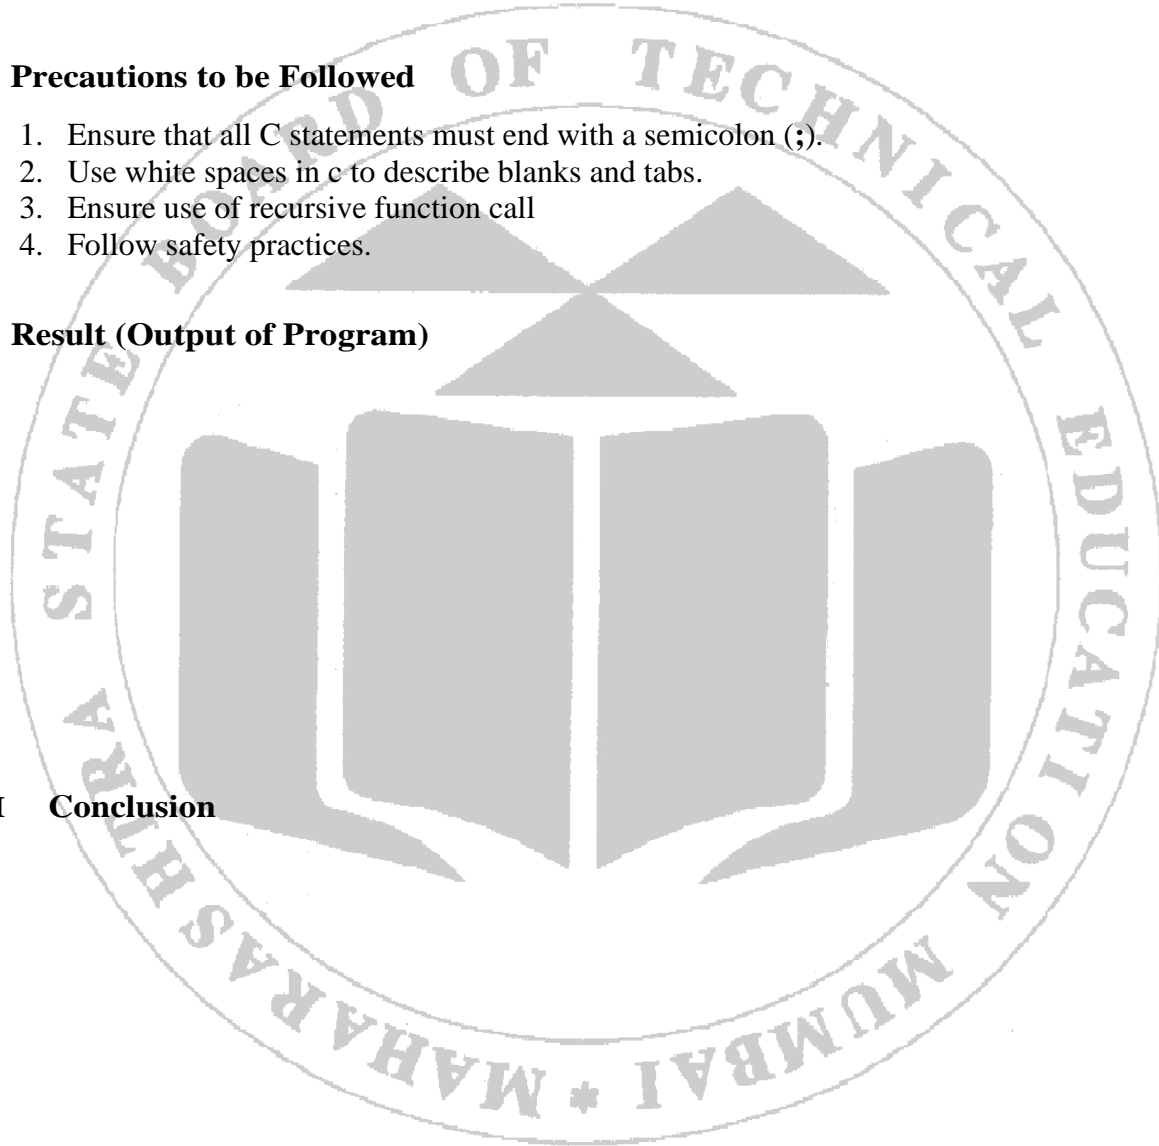 Precautions to be Followed
1. Ensure that all C statements must end with a semicolon (;).
2. Use white spaces in c to describe blanks and tabs.
3. Ensure use of recursive function call
4. Follow safety practices.
Result (Output of Program)
I Conclusion
MAHARASHTRA STATE BOARD OF TECHNICAL EDUCATION MUMBAI *